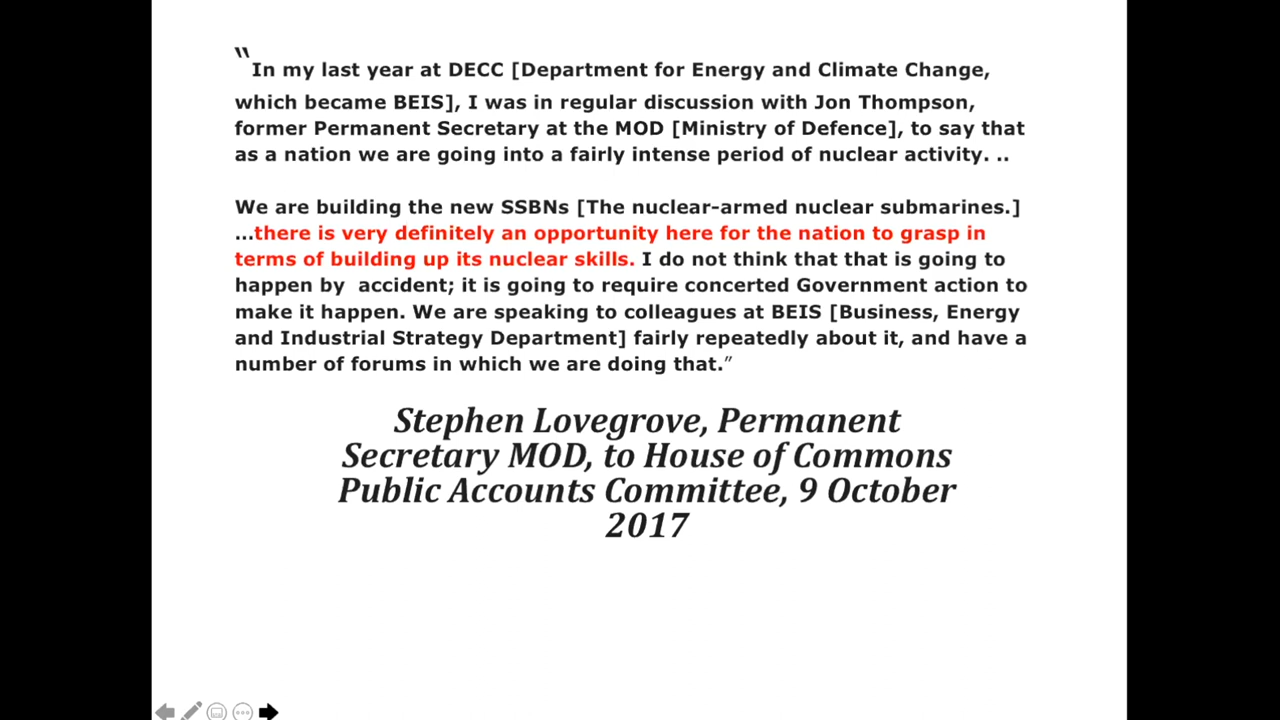 “In my last year at DECC [Department for Energy and Climate Change,
which became BEIS], I was in regular discussion with Jon Thompson,
former Permanent Secretary at the MOD [Ministry of Defence], to say that
as a nation we are going into a fairly intense period of nuclear activity. ..
We are building the new SSBNs [The nuclear-armed nuclear submarines.]
…there is very definitely an opportunity here for the nation to grasp in
terms of building up its nuclear skills. I do not think that that is going to
happen by  accident; it is going to require concerted Government action to
make it happen. We are speaking to colleagues at BEIS [Business, Energy
and Industrial Strategy Department] fairly repeatedly about it, and have a
number of forums in which we are doing that.”
Stephen Lovegrove, Permanent
Secretary MOD, to House of Commons
Public Accounts Committee, 9 October
2017